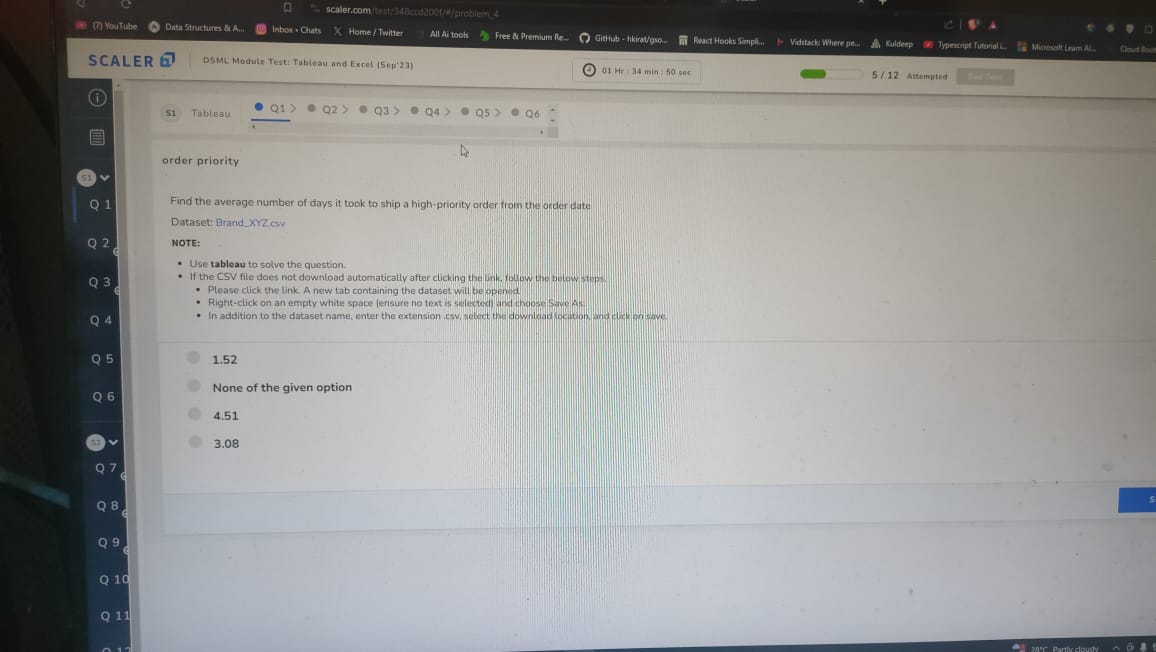 scaler.com/test/348ccd200f/#/problem_4
(7) YouTube
Data Structures & A...
Inbox • Chats
Home / Twitter
All Ai tools
Free & Premium Re...
GitHub - hkirat/gso...
React Hooks Simpli...
Vidstack: Where pe...
Kuldeep
Typescript Tutorial i...
Microsoft Learn AI...
Cloud Boot
SCALER
DSML Module Test: Tableau and Excel (Sep'23)
01 Hr : 34 min : 50 sec
5 / 12 Attempted
End Test
S1 Tableau
Q1 > Q2 > Q3 > Q4 > Q5 > Q6
S1
Q 1
Q 2
Q 3
Q 4
Q 5
Q 6
S2
Q 7
Q 8
Q 9
Q 10
Q 11
Q 12
order priority
Find the average number of days it took to ship a high-priority order from the order date
Dataset: Brand_XYZ.csv
NOTE:
• Use tableau to solve the question.
• If the CSV file does not download automatically after clicking the link, follow the below steps.
• Please click the link. A new tab containing the dataset will be opened.
• Right-click on an empty white space (ensure no text is selected) and choose Save As.
• In addition to the dataset name, enter the extension .csv, select the download location, and click on save.
1.52
None of the given option
4.51
3.08
S
28°C Partly cloudy